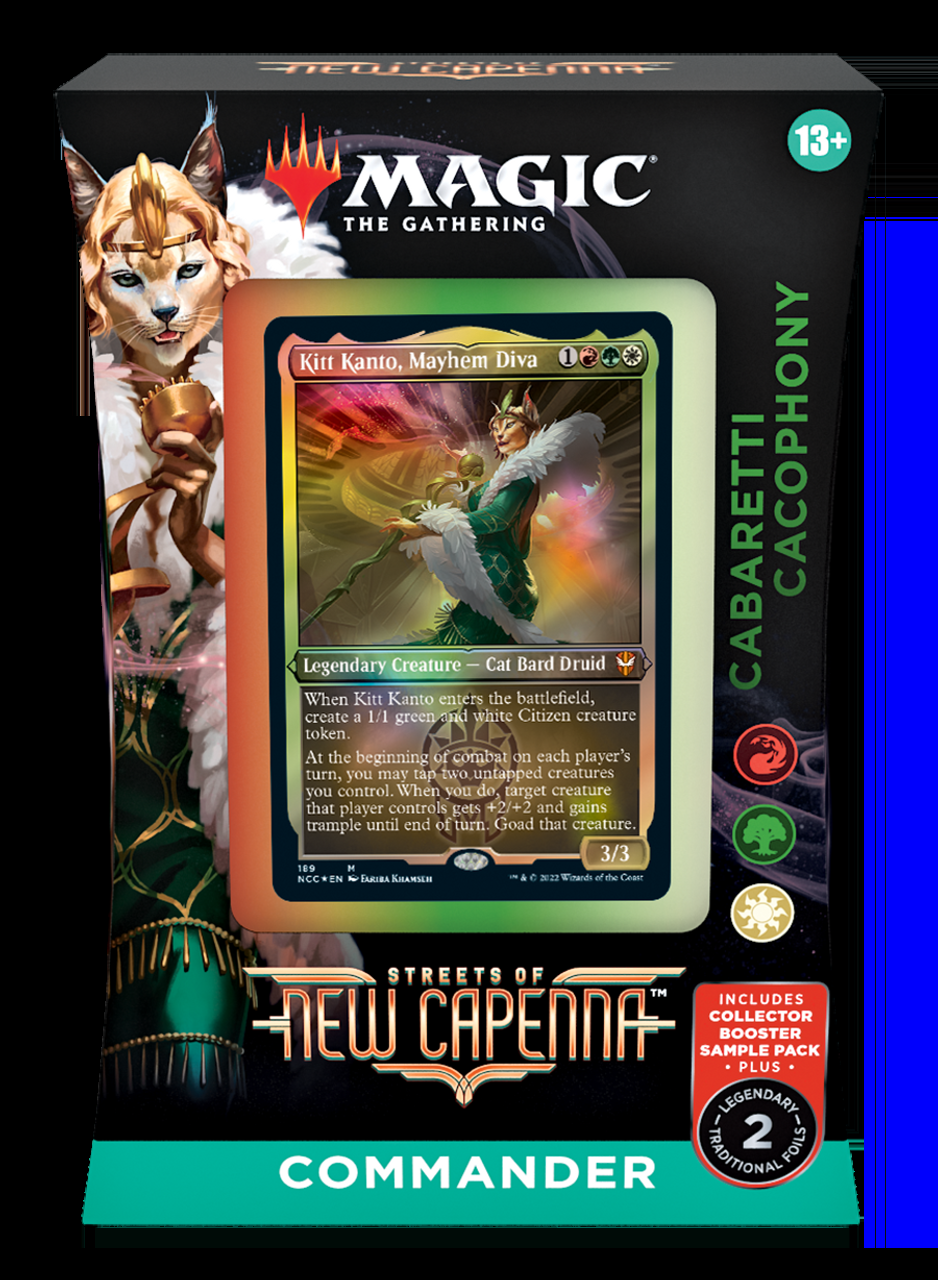 NEW CAPENNA
13+
MAGIC®
THE GATHERING
CABARETTI
CACOPHONY
Kitt Kanto, Mayhem Diva 1
Legendary Creature — Cat Bard Druid
When Kitt Kanto enters the battlefield,
create a 1/1 green and white Citizen creature
token.
At the beginning of combat on each player's
turn, you may tap two untapped creatures
you control. When you do, target creature
that player controls gets +2/+2 and gains
trample until end of turn. Goad that creature.
3/3
189 M
NCC★EN Fariba Khamseh
™ & © 2022 Wizards of the Coast
STREETS OF
NEW CAPENNA™
INCLUDES
COLLECTOR
BOOSTER
SAMPLE PACK
• PLUS •
LEGENDARY
2
TRADITIONAL FOILS
COMMANDER